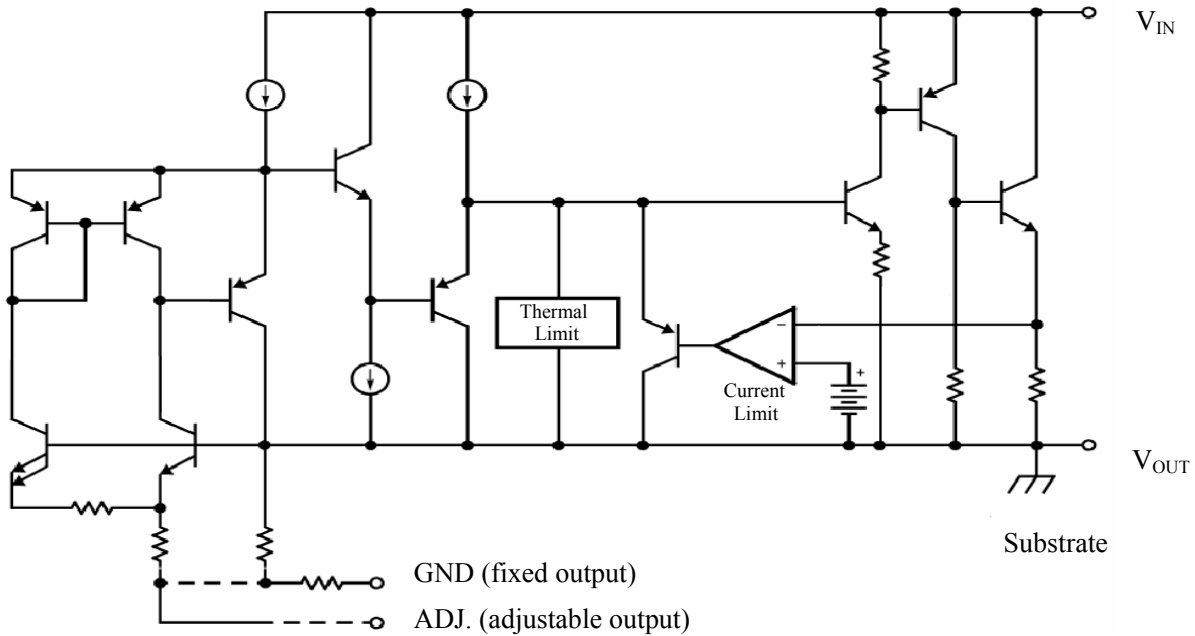 V_IN
Thermal
Limit
−
+
+
Current
Limit
V_OUT
Substrate
GND (fixed output)
ADJ. (adjustable output)